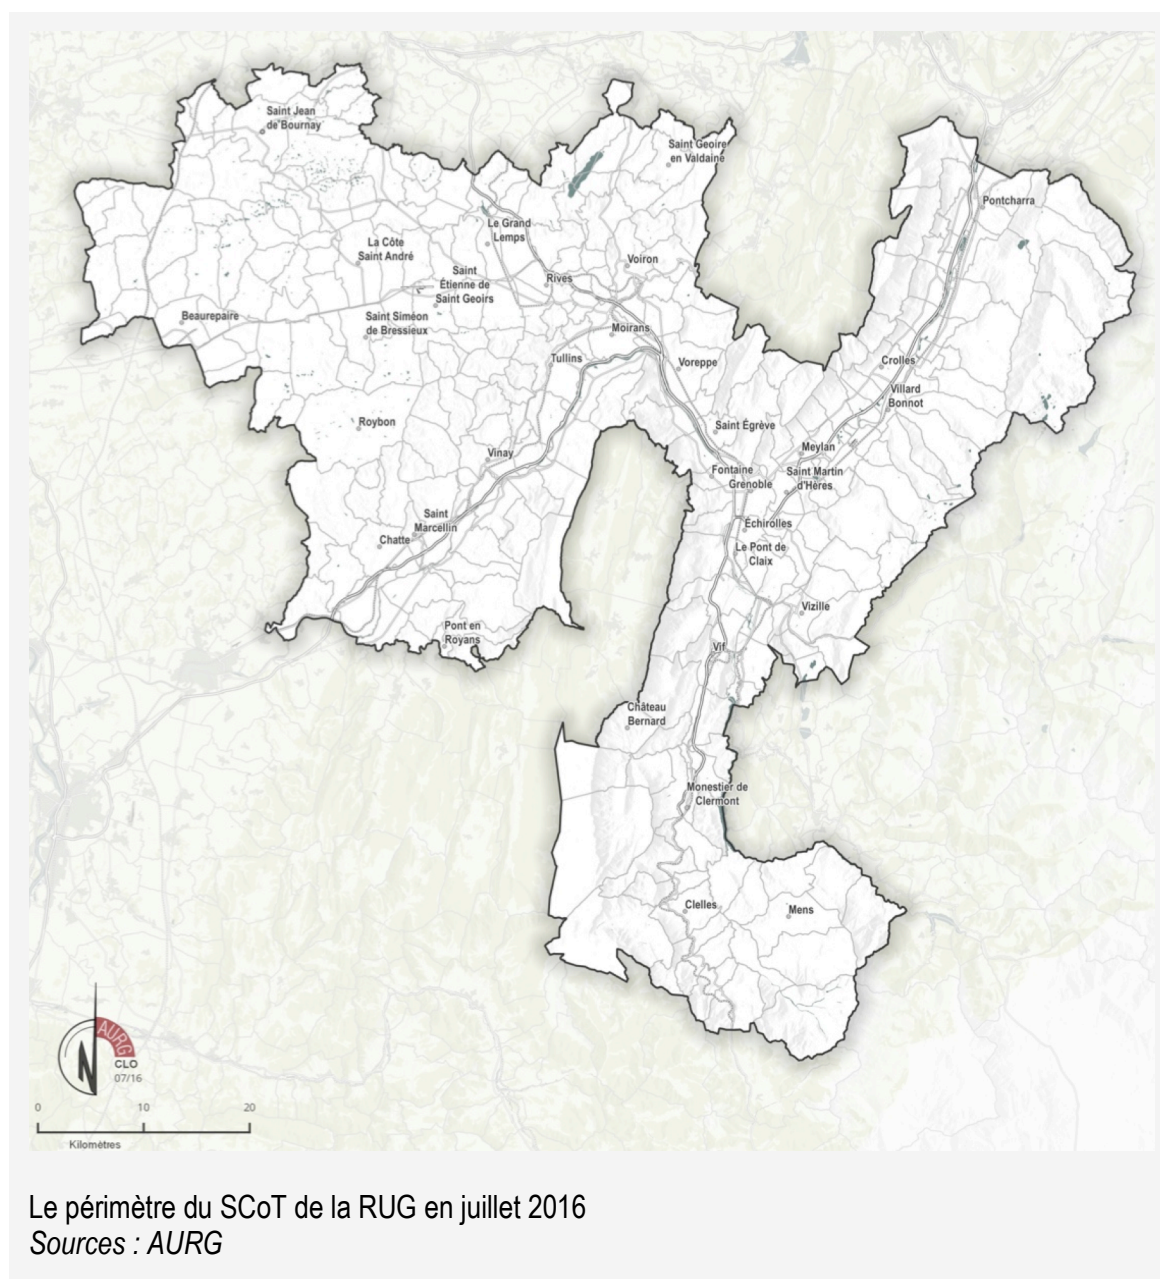 Saint Jean
de Bournay
Saint Geoire
en Valdaine
Pontcharra
Le Grand
Lemps
La Côte
Saint André
Voiron
Saint
Étienne de
Saint Geoirs
Rives
Beaurepaire
Saint Siméon
de Bressieux
Moirans
Tullins
Voreppe
Crolles
Villard
Bonnot
Roybon
Saint Égrève
Vinay
Meylan
Fontaine
Grenoble
Saint Martin
d'Hères
Saint
Marcellin
Chatte
Échirolles
Le Pont de
Claix
Vizille
Pont en
Royans
Vif
Château
Bernard
Monestier de
Clermont
Clelles
Mens
AURG
N
CLO
07/16
0 10 20
Kilomètres
Le périmètre du SCoT de la RUG en juillet 2016
Sources : AURG